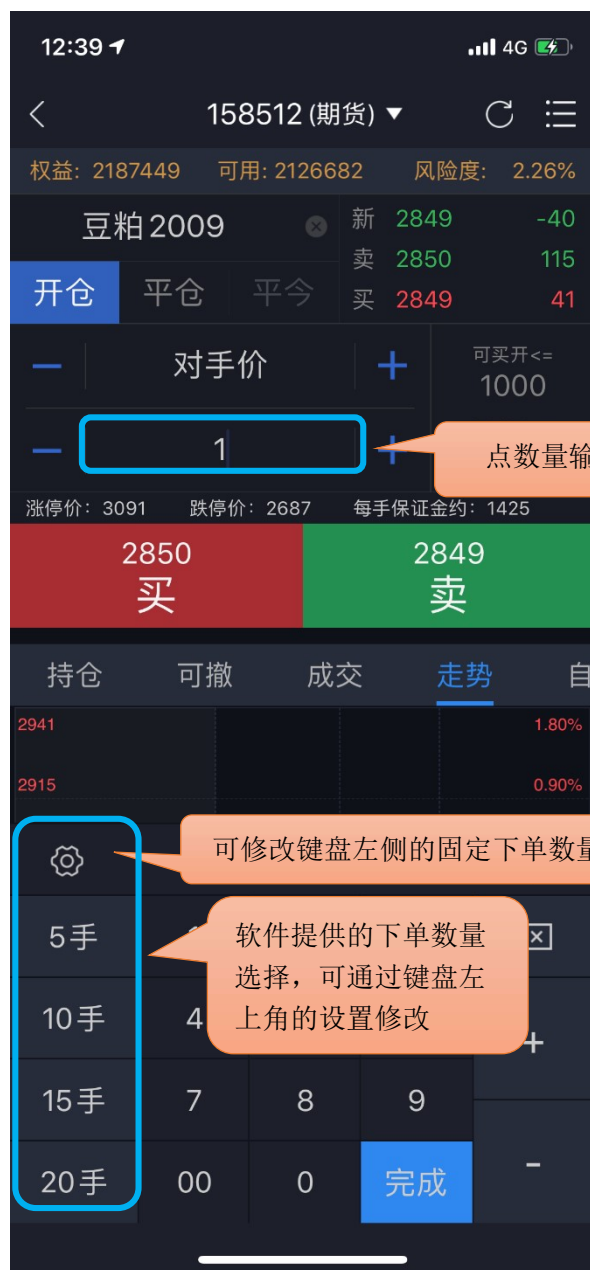 12:39 4G
158512 (期货) ▼
权益: 2187449 可用: 2126682 风险度: 2.26%
豆粕2009 新 2849 -40
卖 2850 115
开仓 平仓 平今 买 2849 41
— 对手价 + 可买开<=
1000
— 1 + 点数量输
涨停价: 3091 跌停价: 2687 每手保证金约: 1425
2850 2849
买 卖
持仓 可撤 成交 走势 自
2941 1.80%
2915 0.90%
可修改键盘左侧的固定下单数量
5手 软件提供的下单数量
选择，可通过键盘左
10手 4 上角的设置修改 +
15手 7 8 9
20手 00 0 完成 -